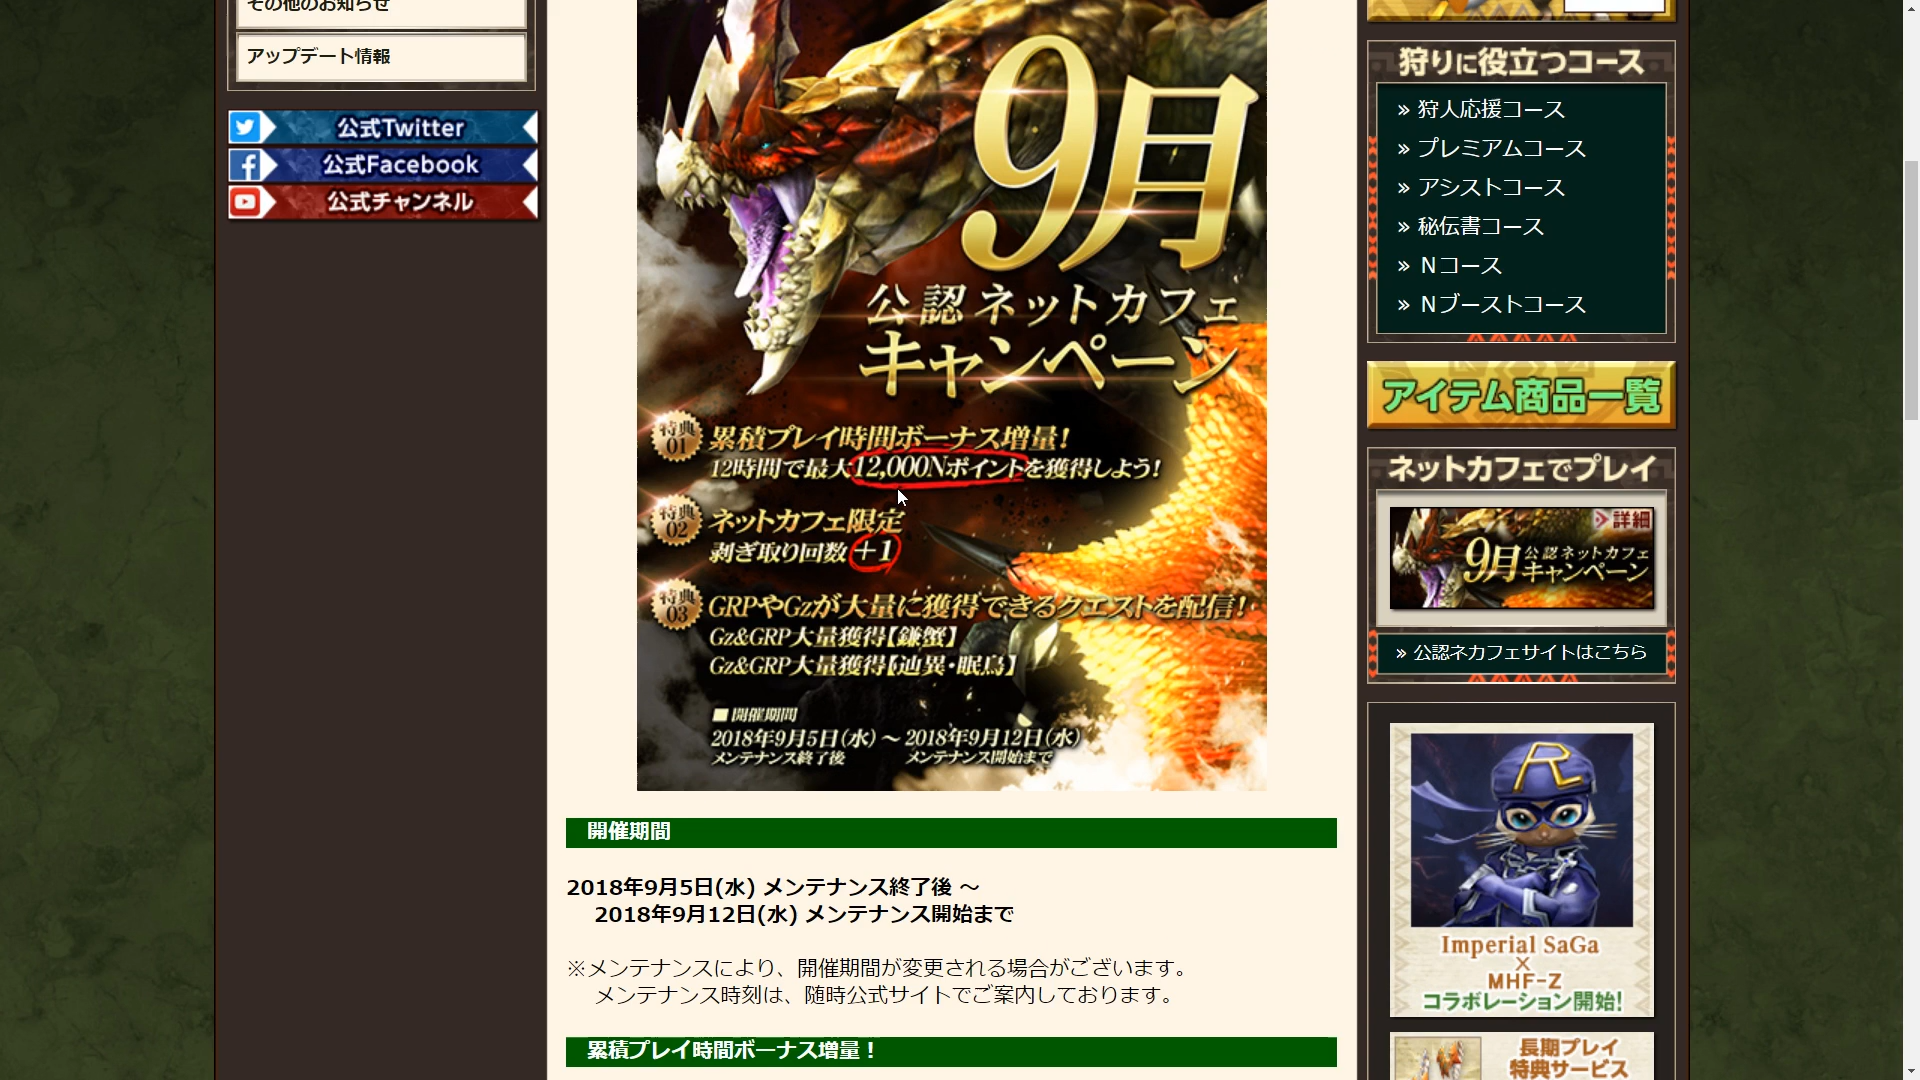 その他のお知らせ
アップデート情報
公式Twitter
公式Facebook
公式チャンネル
9月
公認ネットカフェ
キャンペーン
特典
01
累積プレイ時間ボーナス増量!
12時間で最大12,000Nポイントを獲得しよう!
特典
02
ネットカフェ限定
剥ぎ取り回数+1
特典
03
GRPやGzが大量に獲得できるクエストを配信!
Gz&GRP大量獲得【鎌蟹】
Gz&GRP大量獲得【辿異・眠鳥】
■開催期間
2018年9月5日(水)～2018年9月12日(水)
メンテナンス終了後 メンテナンス開始まで
開催期間
2018年9月5日(水) メンテナンス終了後 ～
2018年9月12日(水) メンテナンス開始まで
※メンテナンスにより、開催期間が変更される場合がございます。
メンテナンス時刻は、随時公式サイトでご案内しております。
累積プレイ時間ボーナス増量！
狩りに役立つコース
» 狩人応援コース
» プレミアムコース
» アシストコース
» 秘伝書コース
» Nコース
» Nブーストコース
アイテム商品一覧
ネットカフェでプレイ
詳細
9月公認ネットカフェ
キャンペーン
» 公認ネカフェサイトはこちら
R
Imperial SaGa
×
MHF-Z
コラボレーション開始!
長期プレイ
特典サービス